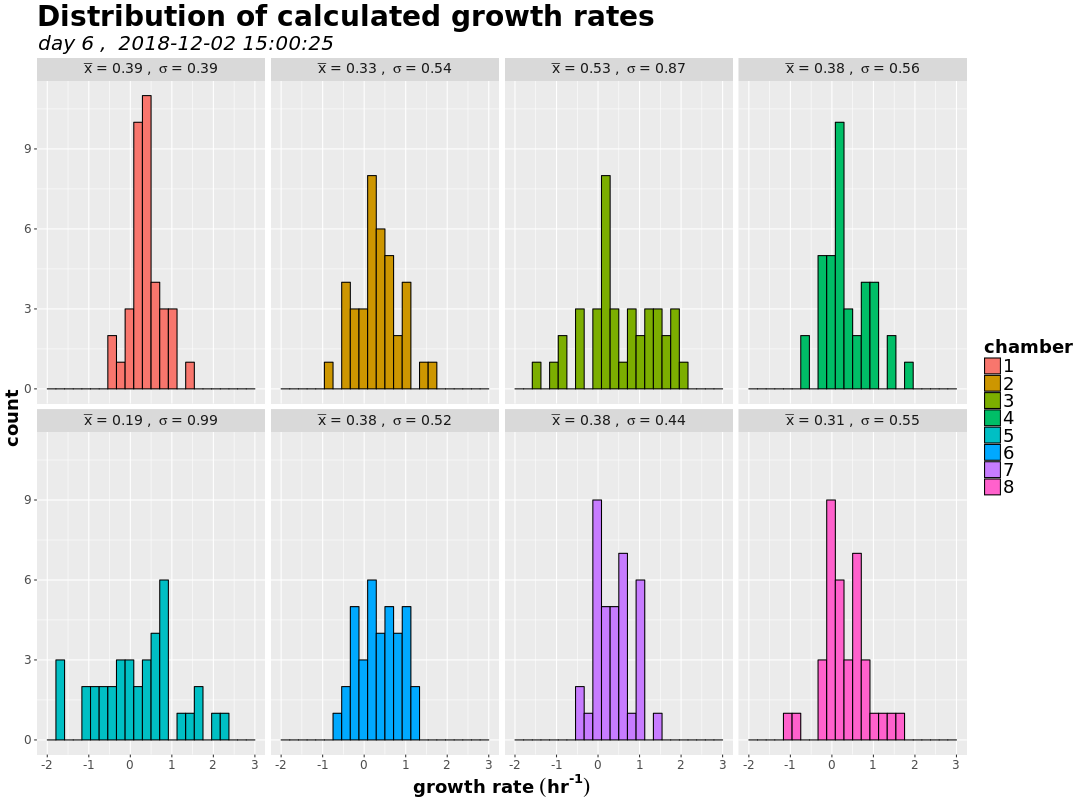 Distribution of calculated growth rates
day 6 ,  2018-12-02 15:00:25
x̅ = 0.39 ,  σ = 0.39
x̅ = 0.33 ,  σ = 0.54
x̅ = 0.53 ,  σ = 0.87
x̅ = 0.38 ,  σ = 0.56
9
6
3
0
x̅ = 0.19 ,  σ = 0.99
x̅ = 0.38 ,  σ = 0.52
x̅ = 0.38 ,  σ = 0.44
x̅ = 0.31 ,  σ = 0.55
9
6
3
0
-2 -1 0 1 2 3
-2 -1 0 1 2 3
-2 -1 0 1 2 3
-2 -1 0 1 2 3
count
growth rate (hr⁻¹)
chamber
1
2
3
4
5
6
7
8